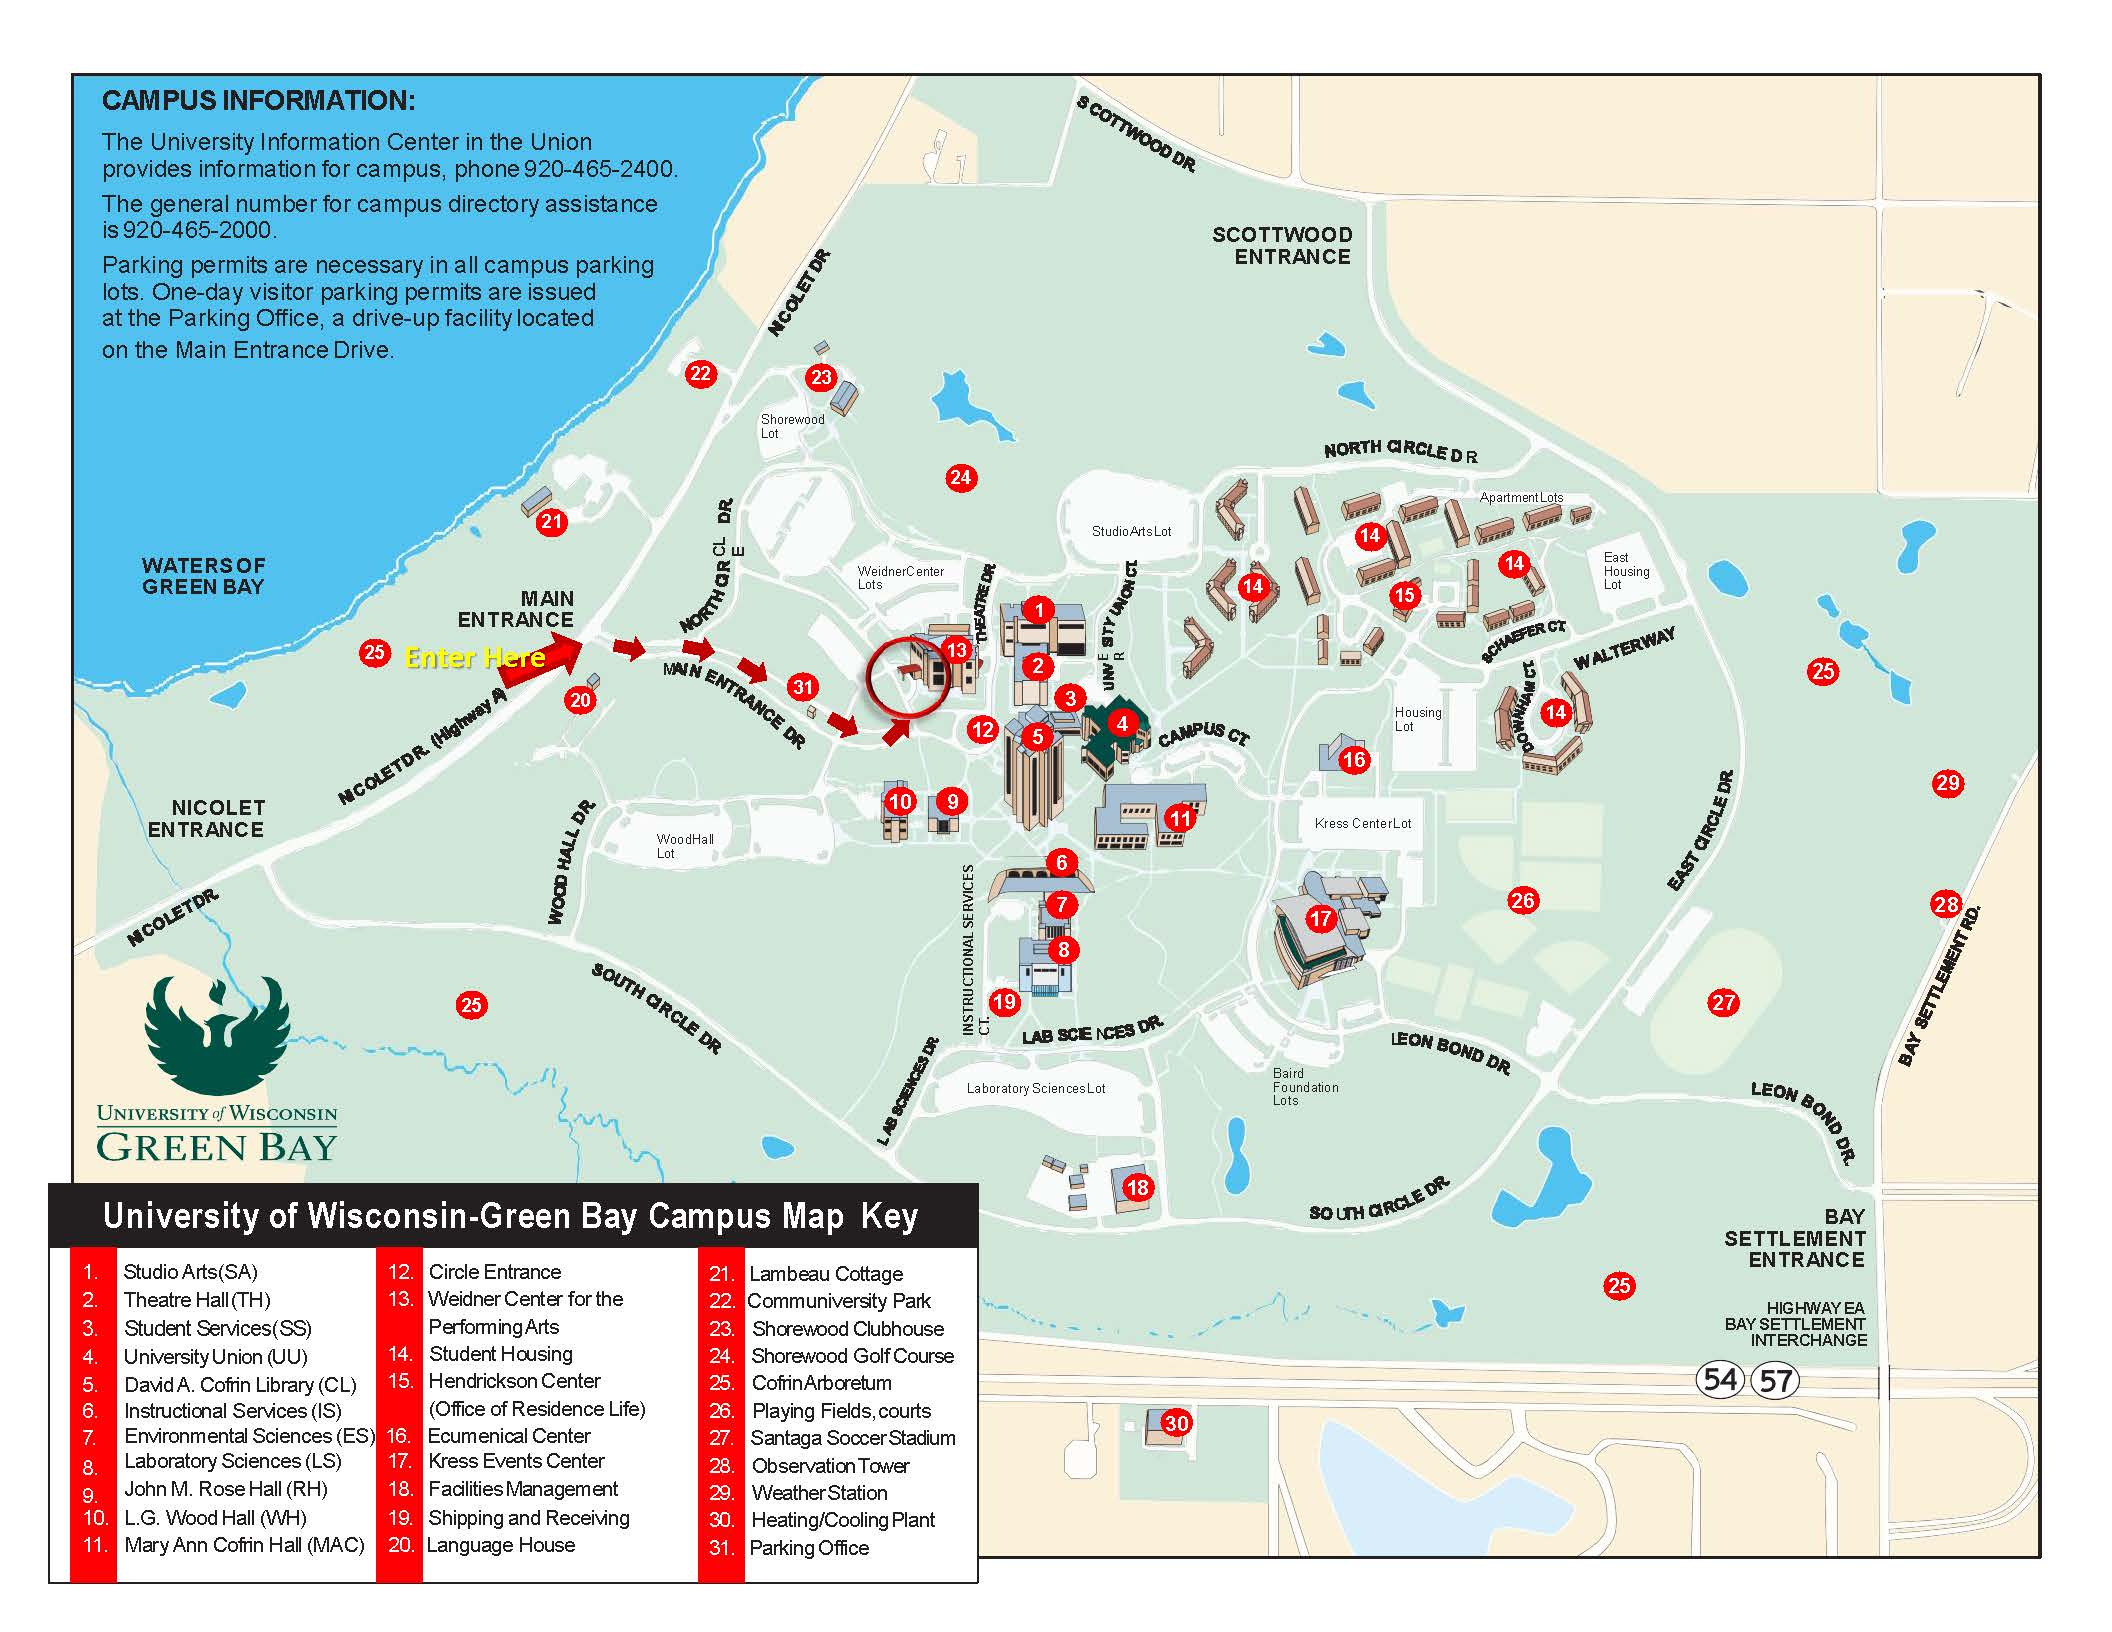 CAMPUS INFORMATION:
The University Information Center in the Union
provides information for campus, phone 920-465-2400.
The general number for campus directory assistance
is 920-465-2000.
Parking permits are necessary in all campus parking
lots. One-day visitor parking permits are issued
at the Parking Office, a drive-up facility located
on the Main Entrance Drive.
SCOTTWOOD DR.
SCOTTWOOD
ENTRANCE
NICOLET DR
22
23
Shorewood
Lot
24
NORTH CIRCLE DR.
Apartment Lots
21
NORTH CIRCLE DR.
Studio Arts Lot
14
14
14
15
East
Housing
Lot
WATERS OF
GREEN BAY
MAIN
ENTRANCE
Weidner Center
Lots
THEATRE DR.
UNIVERSITY UNION CT.
1
2
3
4
5
12
13
SCHAEFER CT.
WALTER WAY
25
Enter Here
20
31
MAIN ENTRANCE DR
NICOLET DR. (Highway A)
CAMPUS CT.
Housing
Lot
DOWNHAM CT.
14
25
16
29
NICOLET
ENTRANCE
WOOD HALL DR.
Wood Hall
Lot
10
9
11
Kress Center Lot
EAST CIRCLE DR.
NICOLET DR.
6
7
8
17
26
28
INSTRUCTIONAL SERVICES
CT.
19
25
SOUTH CIRCLE DR.
27
BAY SETTLEMENT RD.
LAB SCIENCES DR.
LAB SCIENCES DR.
LEON BOND DR.
LEON BOND DR.
Laboratory Sciences Lot
Baird
Foundation
Lots
UNIVERSITY of WISCONSIN
GREEN BAY
18
SOUTH CIRCLE DR.
BAY
SETTLEMENT
ENTRANCE
25
HIGHWAY EA
BAY SETTLEMENT
INTERCHANGE
54 57
30
University of Wisconsin-Green Bay Campus Map Key
1. Studio Arts (SA)
2. Theatre Hall (TH)
3. Student Services (SS)
4. University Union (UU)
5. David A. Cofrin Library (CL)
6. Instructional Services (IS)
7. Environmental Sciences (ES)
8. Laboratory Sciences (LS)
9. John M. Rose Hall (RH)
10. L.G. Wood Hall (WH)
11. Mary Ann Cofrin Hall (MAC)
12. Circle Entrance
13. Weidner Center for the
Performing Arts
14. Student Housing
15. Hendrickson Center
(Office of Residence Life)
16. Ecumenical Center
17. Kress Events Center
18. Facilities Management
19. Shipping and Receiving
20. Language House
21. Lambeau Cottage
22. Communiversity Park
23. Shorewood Clubhouse
24. Shorewood Golf Course
25. Cofrin Arboretum
26. Playing Fields, courts
27. Santaga Soccer Stadium
28. Observation Tower
29. Weather Station
30. Heating/Cooling Plant
31. Parking Office